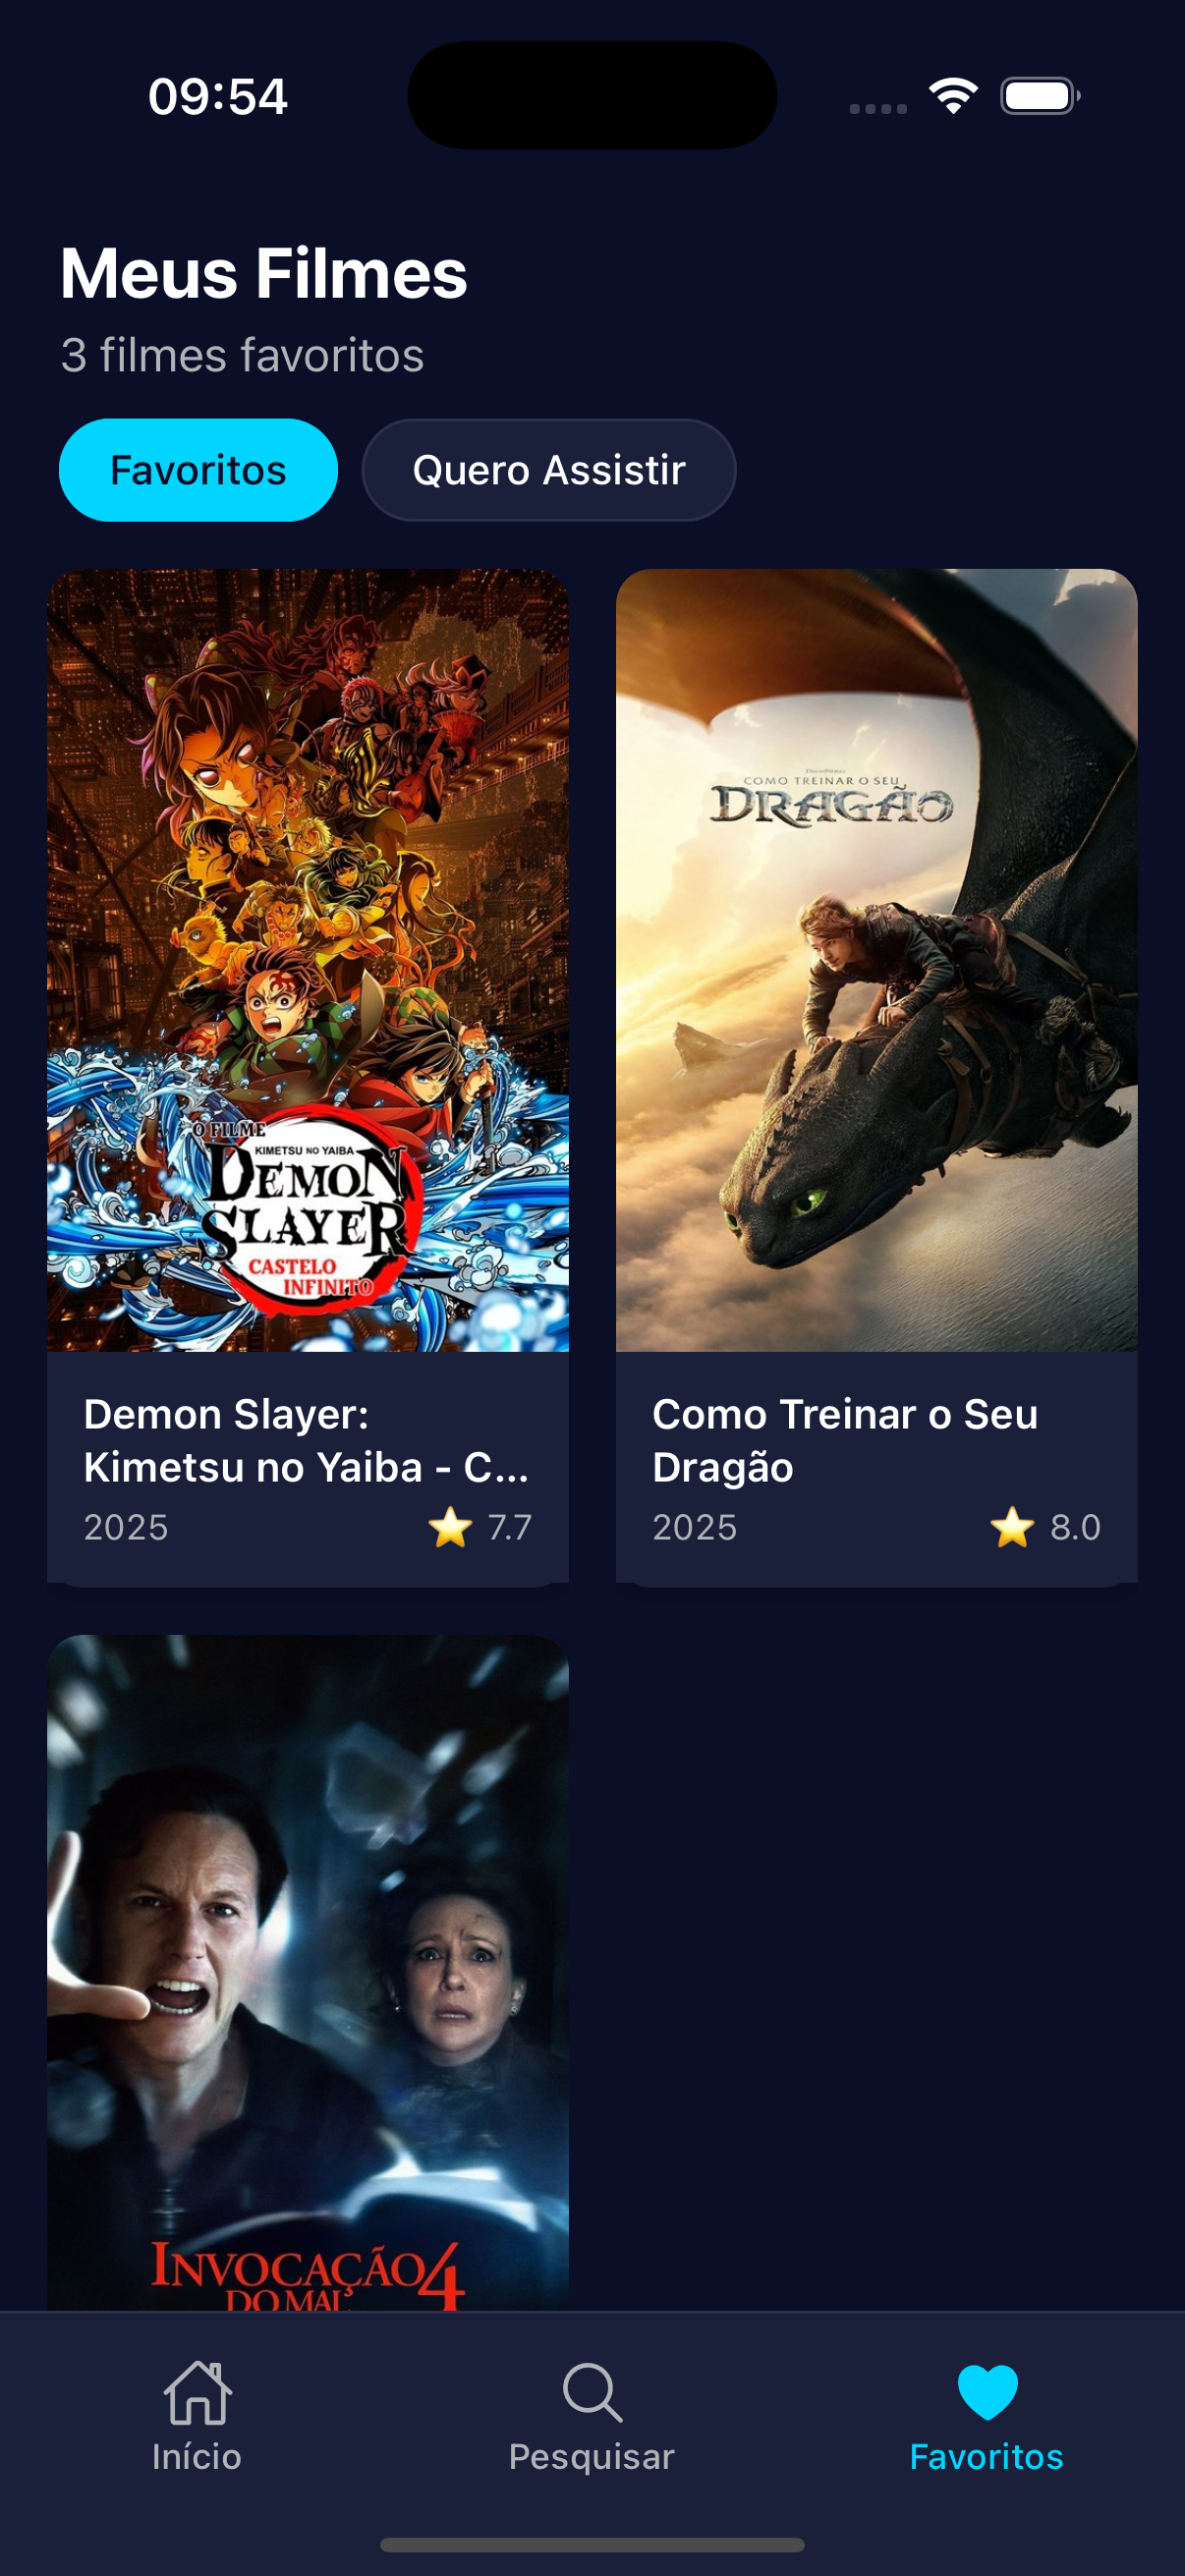 09:54
Meus Filmes
3 filmes favoritos
Favoritos
Quero Assistir
O FILME
KIMETSU NO YAIBA
DEMON
SLAYER
CASTELO
INFINITO
DreamWorks
COMO TREINAR O SEU
DRAGÃO
Demon Slayer:
Kimetsu no Yaiba - C...
2025
7.7
Como Treinar o Seu
Dragão
2025
8.0
INVOCAÇÃO 4
DO MAL
Início
Pesquisar
Favoritos